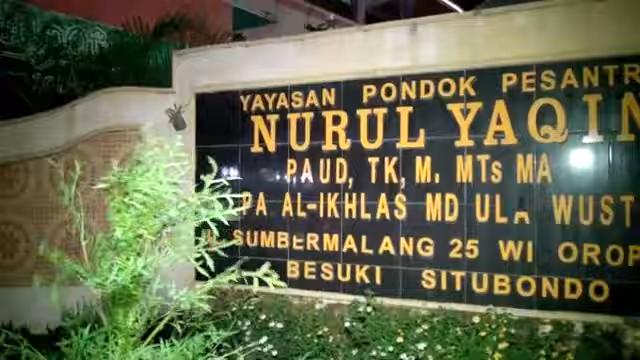 YAYASAN PONDOK PESANTR
NURUL YAQIN
PAUD, TK, M. MTs MA
PA AL-IKHLAS MD ULA WUST
SUMBERMALANG 25 WI OROP
BESUKI SITUBONDO